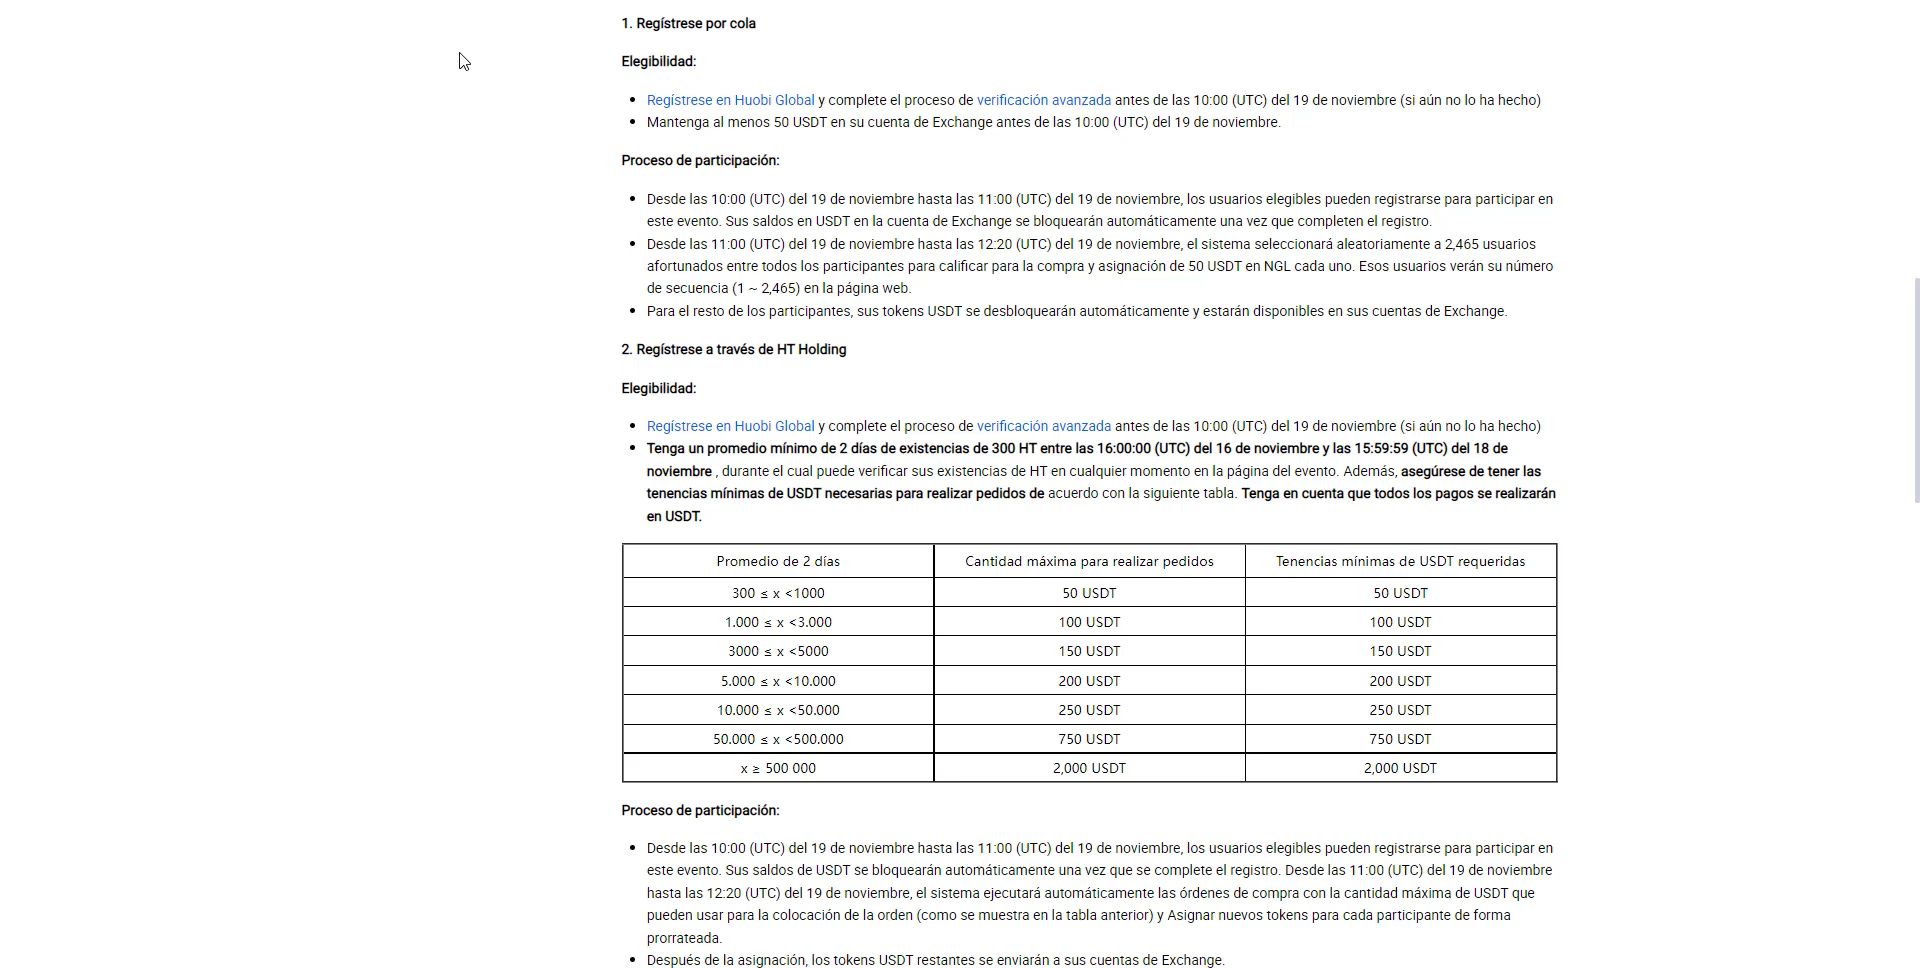 1. Regístrese por cola
Elegibilidad:
Regístrese en Huobi Global y complete el proceso de verificación avanzada antes de las 10:00 (UTC) del 19 de noviembre (si aún no lo ha hecho)
Mantenga al menos 50 USDT en su cuenta de Exchange antes de las 10:00 (UTC) del 19 de noviembre.
Proceso de participación:
Desde las 10:00 (UTC) del 19 de noviembre hasta las 11:00 (UTC) del 19 de noviembre, los usuarios elegibles pueden registrarse para participar en
este evento. Sus saldos en USDT en la cuenta de Exchange se bloquearán automáticamente una vez que completen el registro.
Desde las 11:00 (UTC) del 19 de noviembre hasta las 12:20 (UTC) del 19 de noviembre, el sistema seleccionará aleatoriamente a 2,465 usuarios
afortunados entre todos los participantes para calificar para la compra y asignación de 50 USDT en NGL cada uno. Esos usuarios verán su número
de secuencia (1 ~ 2,465) en la página web.
Para el resto de los participantes, sus tokens USDT se desbloquearán automáticamente y estarán disponibles en sus cuentas de Exchange.
2. Regístrese a través de HT Holding
Elegibilidad:
Regístrese en Huobi Global y complete el proceso de verificación avanzada antes de las 10:00 (UTC) del 19 de noviembre (si aún no lo ha hecho)
Tenga un promedio mínimo de 2 días de existencias de 300 HT entre las 16:00:00 (UTC) del 16 de noviembre y las 15:59:59 (UTC) del 18 de
noviembre , durante el cual puede verificar sus existencias de HT en cualquier momento en la página del evento. Además, asegúrese de tener las
tenencias mínimas de USDT necesarias para realizar pedidos de acuerdo con la siguiente tabla. Tenga en cuenta que todos los pagos se realizarán
en USDT.
Promedio de 2 días Cantidad máxima para realizar pedidos Tenencias mínimas de USDT requeridas
300 ≤ x <1000 50 USDT 50 USDT
1.000 ≤ x <3.000 100 USDT 100 USDT
3000 ≤ x <5000 150 USDT 150 USDT
5.000 ≤ x <10.000 200 USDT 200 USDT
10.000 ≤ x <50.000 250 USDT 250 USDT
50.000 ≤ x <500.000 750 USDT 750 USDT
x ≥ 500 000 2,000 USDT 2,000 USDT
Proceso de participación:
Desde las 10:00 (UTC) del 19 de noviembre hasta las 11:00 (UTC) del 19 de noviembre, los usuarios elegibles pueden registrarse para participar en
este evento. Sus saldos de USDT se bloquearán automáticamente una vez que se complete el registro. Desde las 11:00 (UTC) del 19 de noviembre
hasta las 12:20 (UTC) del 19 de noviembre, el sistema ejecutará automáticamente las órdenes de compra con la cantidad máxima de USDT que
pueden usar para la colocación de la orden (como se muestra en la tabla anterior) y Asignar nuevos tokens para cada participante de forma
prorrateada.
Después de la asignación, los tokens USDT restantes se enviarán a sus cuentas de Exchange.